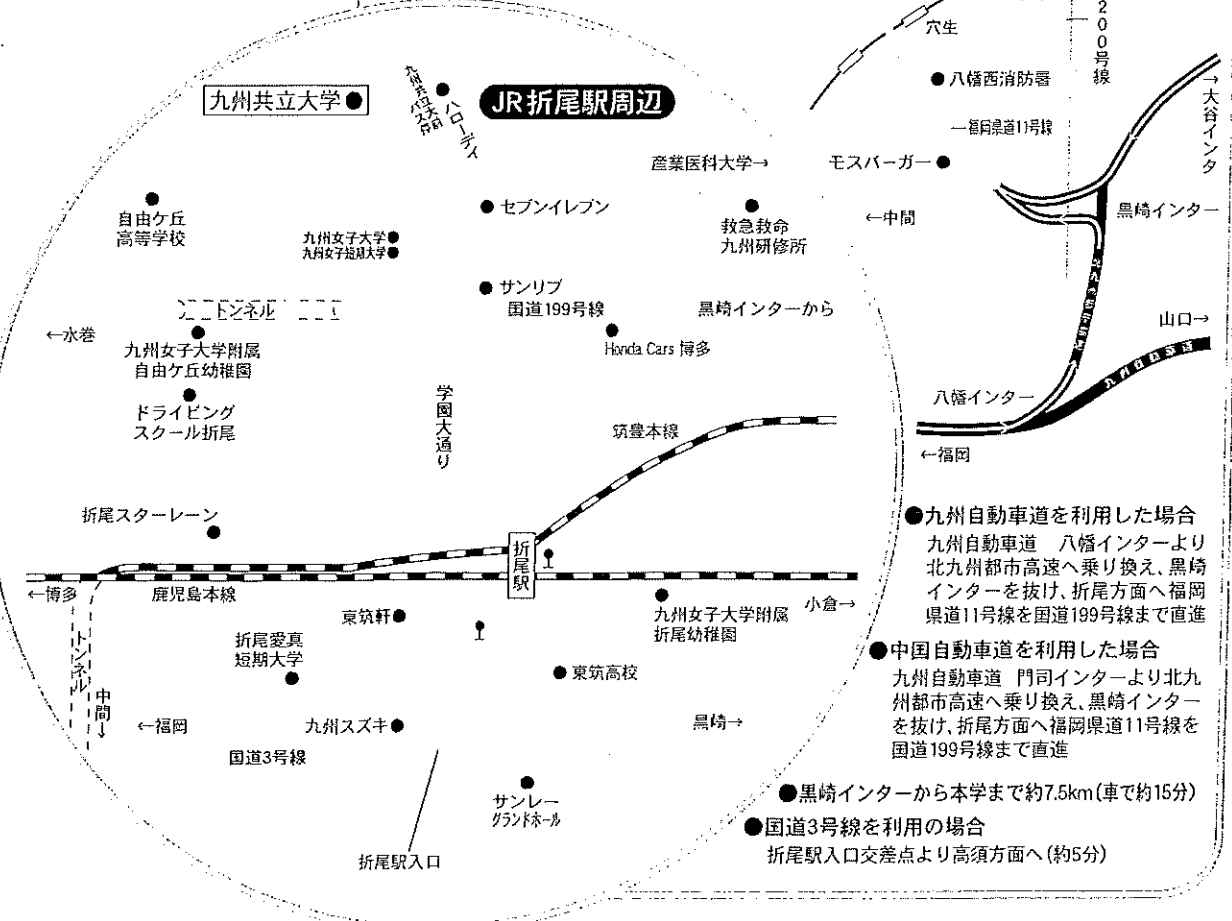 200号線
穴生
八幡西消防署
←福岡県道11号線
→大谷インター
モスバーガー
黒崎インター
←中間
山口→
八幡インター
九州自動車道
←福岡
九州共立大学
九州共立大前
バス停
ハローデイ
JR折尾駅周辺
産業医科大学→
自由ケ丘
高等学校
セブンイレブン
救急救命
九州研修所
九州女子大学
九州女子短期大学
サンリブ
国道199号線
黒崎インターから
トンネル
←水巻
九州女子大学附属
自由ケ丘幼稚園
Honda Cars 博多
ドライビング
スクール折尾
学園大通り
筑豊本線
折尾スターレーン
折尾駅
←博多
鹿児島本線
小倉→
東筑軒
九州女子大学附属
折尾幼稚園
折尾愛真
短期大学
トンネル
中間→
東筑高校
←福岡
九州スズキ
黒崎→
国道3号線
サンレー
グランドホール
折尾駅入口
●九州自動車道を利用した場合
九州自動車道 八幡インターより
北九州都市高速へ乗り換え、黒崎
インターを抜け、折尾方面へ福岡
県道11号線を国道199号線まで直進
●中国自動車道を利用した場合
九州自動車道 門司インターより北九
州都市高速へ乗り換え、黒崎インター
を抜け、折尾方面へ福岡県道11号線を
国道199号線まで直進
●黒崎インターから本学まで約7.5km(車で約15分)
●国道3号線を利用の場合
折尾駅入口交差点より高須方面へ(約5分)